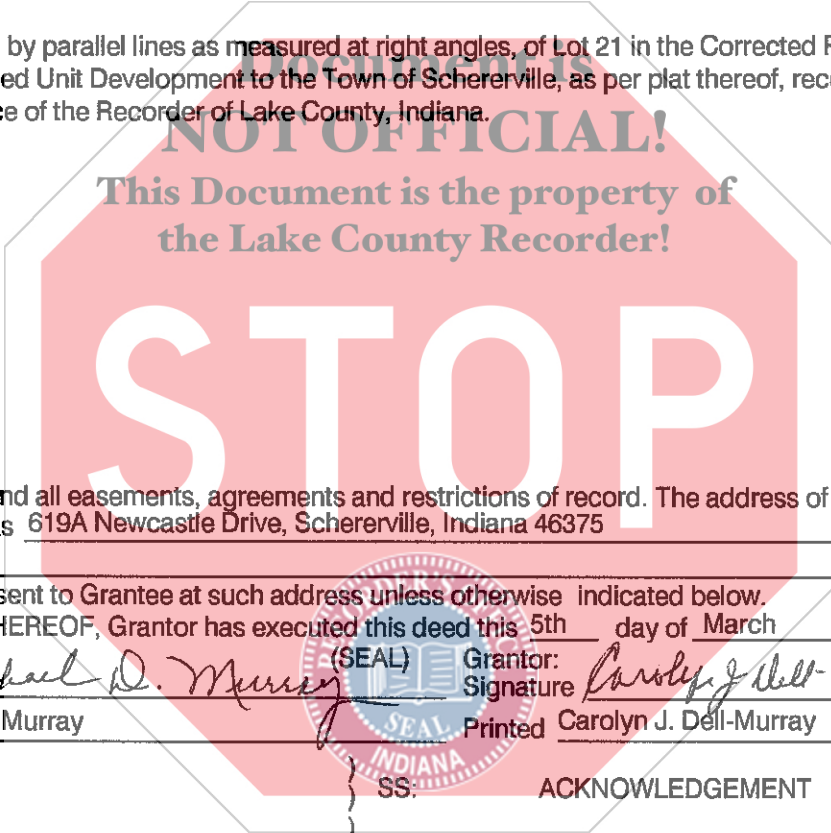 by parallel lines as measured at right angles, of Lot 21 in the Corrected
Document is
ed Unit Development to the Town of Schererville, as per plat thereof, rec
e of the Recorder of Lake County, Indiana.
NOT OFFICIAL!
This Document is the property of
the Lake County Recorder!
STOP
nd all easements, agreements and restrictions of record. The address of
s 619A Newcastle Drive, Schererville, Indiana 46375
sent to Grantee at such address unless otherwise indicated below.
HEREOF, Grantor has executed this deed this 5th day of March
hael D. Murray (SEAL) Grantor:
Signature Carolyn J Dell-
Murray Printed Carolyn J. Dell-Murray
SEAL
INDIANA
SS: ACKNOWLEDGEMENT